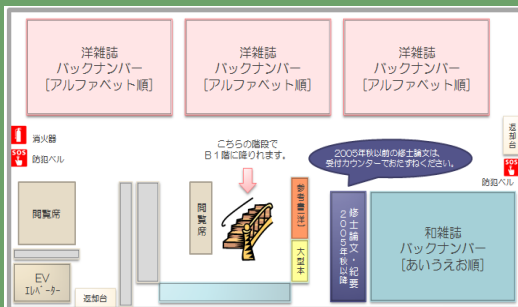 洋雑誌
バックナンバー
[アルファベット順]
洋雑誌
バックナンバー
[アルファベット順]
洋雑誌
バックナンバー
[アルファベット順]
消火器
SOS
防犯ベル
こちらの階段で
B1階に降りれます。
2005年秋以前の修士論文は、
受付カウンターでおたずねください。
返却台
SOS
防犯ベル
閲覧席
閲覧席
参考書(洋)
大型本
修士論文・紀要
2005年秋以降
和雑誌
バックナンバー
[あいうえお順]
EV
エレベーター
返却台